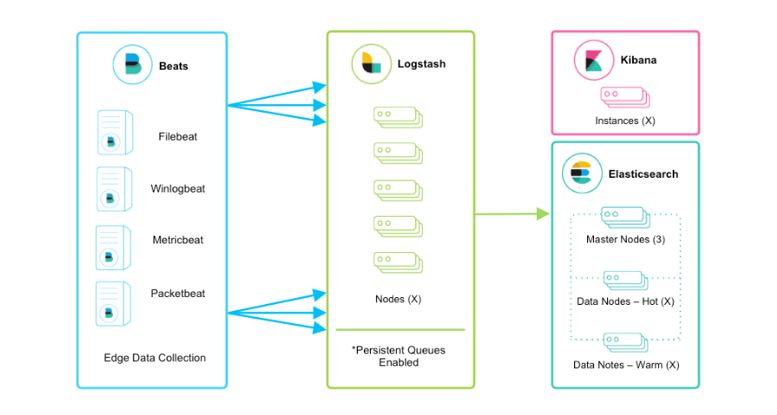 Beats
Filebeat
Winlogbeat
Metricbeat
Packetbeat
Edge Data Collection
Logstash
Nodes (X)
*Persistent Queues
Enabled
Kibana
Instances (X)
Elasticsearch
Master Nodes (3)
Data Nodes – Hot (X)
Data Notes – Warm (X)